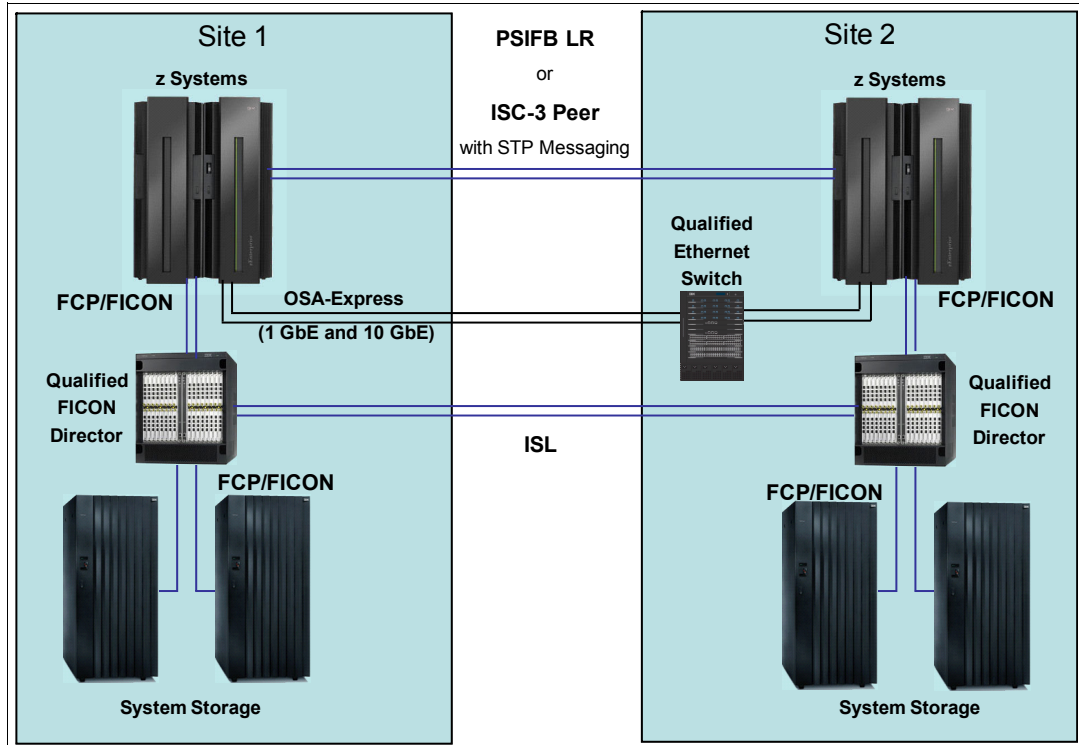 Site 1
z Systems
PSIFB LR
or
ISC-3 Peer
with STP Messaging
Site 2
z Systems
Qualified
Ethernet
Switch
FCP/FICON
OSA-Express
(1 GbE and 10 GbE)
FCP/FICON
Qualified
FICON
Director
ISL
Qualified
FICON
Director
FCP/FICON
FCP/FICON
System Storage
System Storage